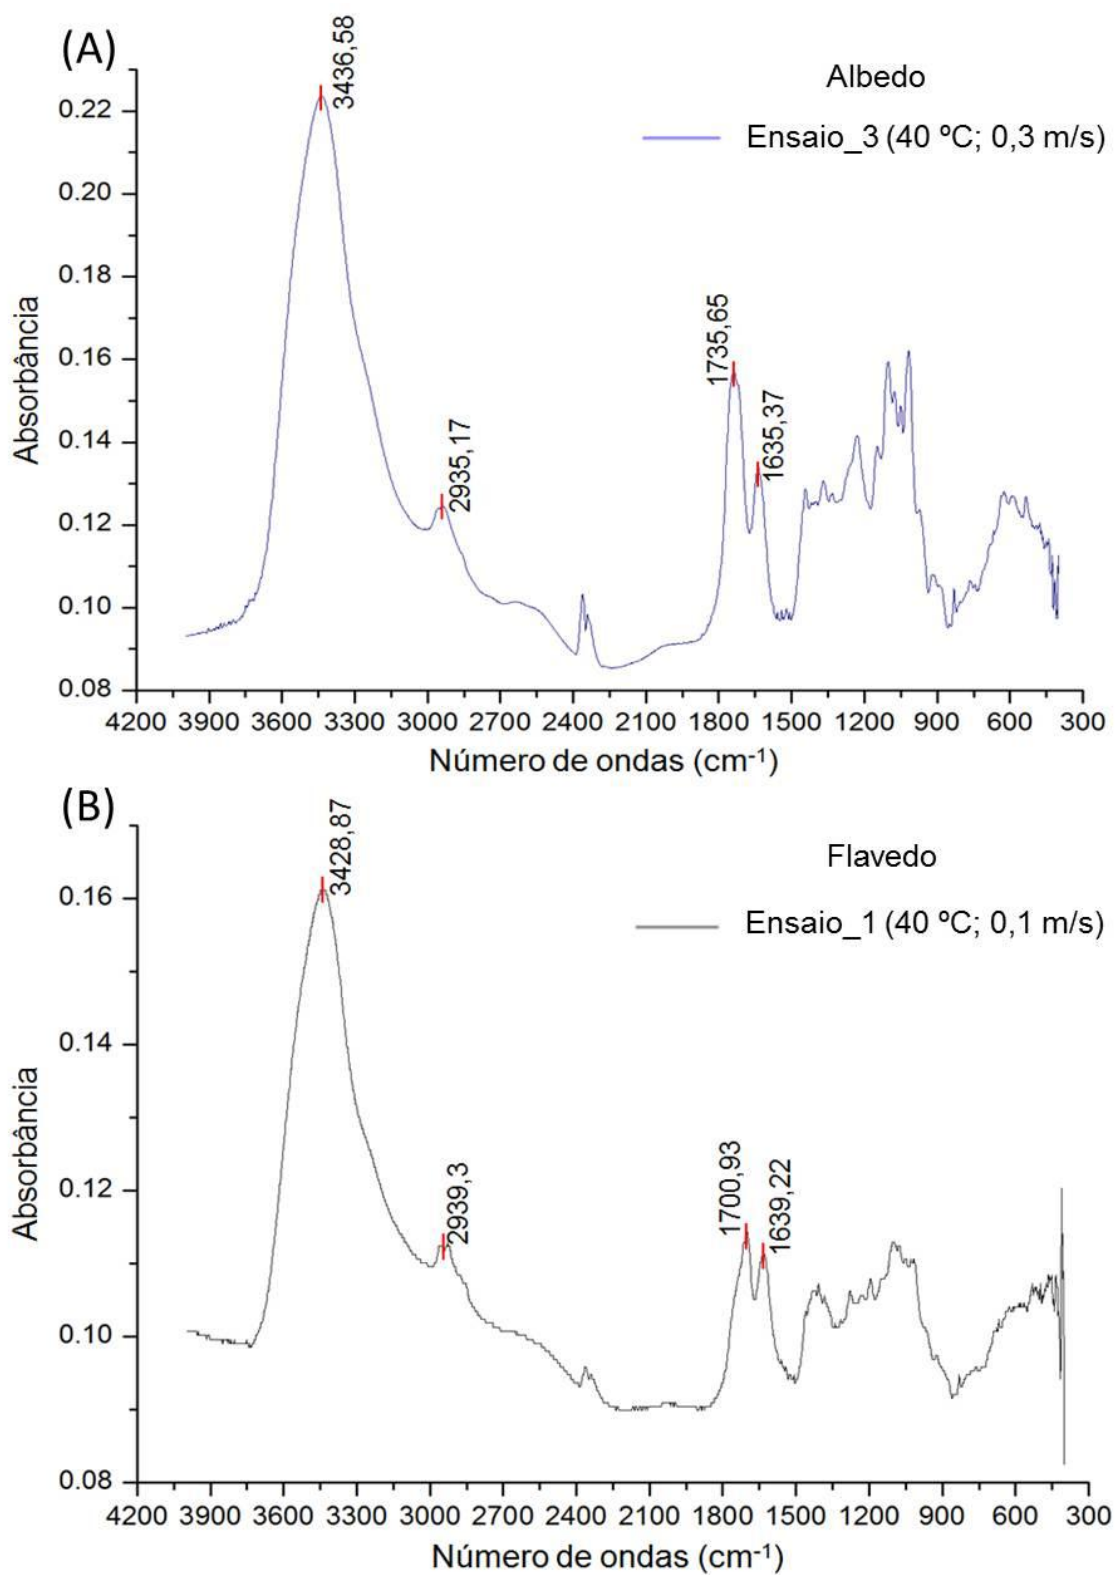 (A)
Albedo
Ensaio_3 (40 ºC; 0,3 m/s)
3436,58
2935,17
1735,65
1635,37
Absorbância
0.22
0.20
0.18
0.16
0.14
0.12
0.10
0.08
4200 3900 3600 3300 3000 2700 2400 2100 1800 1500 1200 900 600 300
Número de ondas (cm-1)
(B)
Flavedo
Ensaio_1 (40 ºC; 0,1 m/s)
3428,87
2939,3
1700,93
1639,22
Absorbância
0.16
0.14
0.12
0.10
0.08
4200 3900 3600 3300 3000 2700 2400 2100 1800 1500 1200 900 600 300
Número de ondas (cm-1)